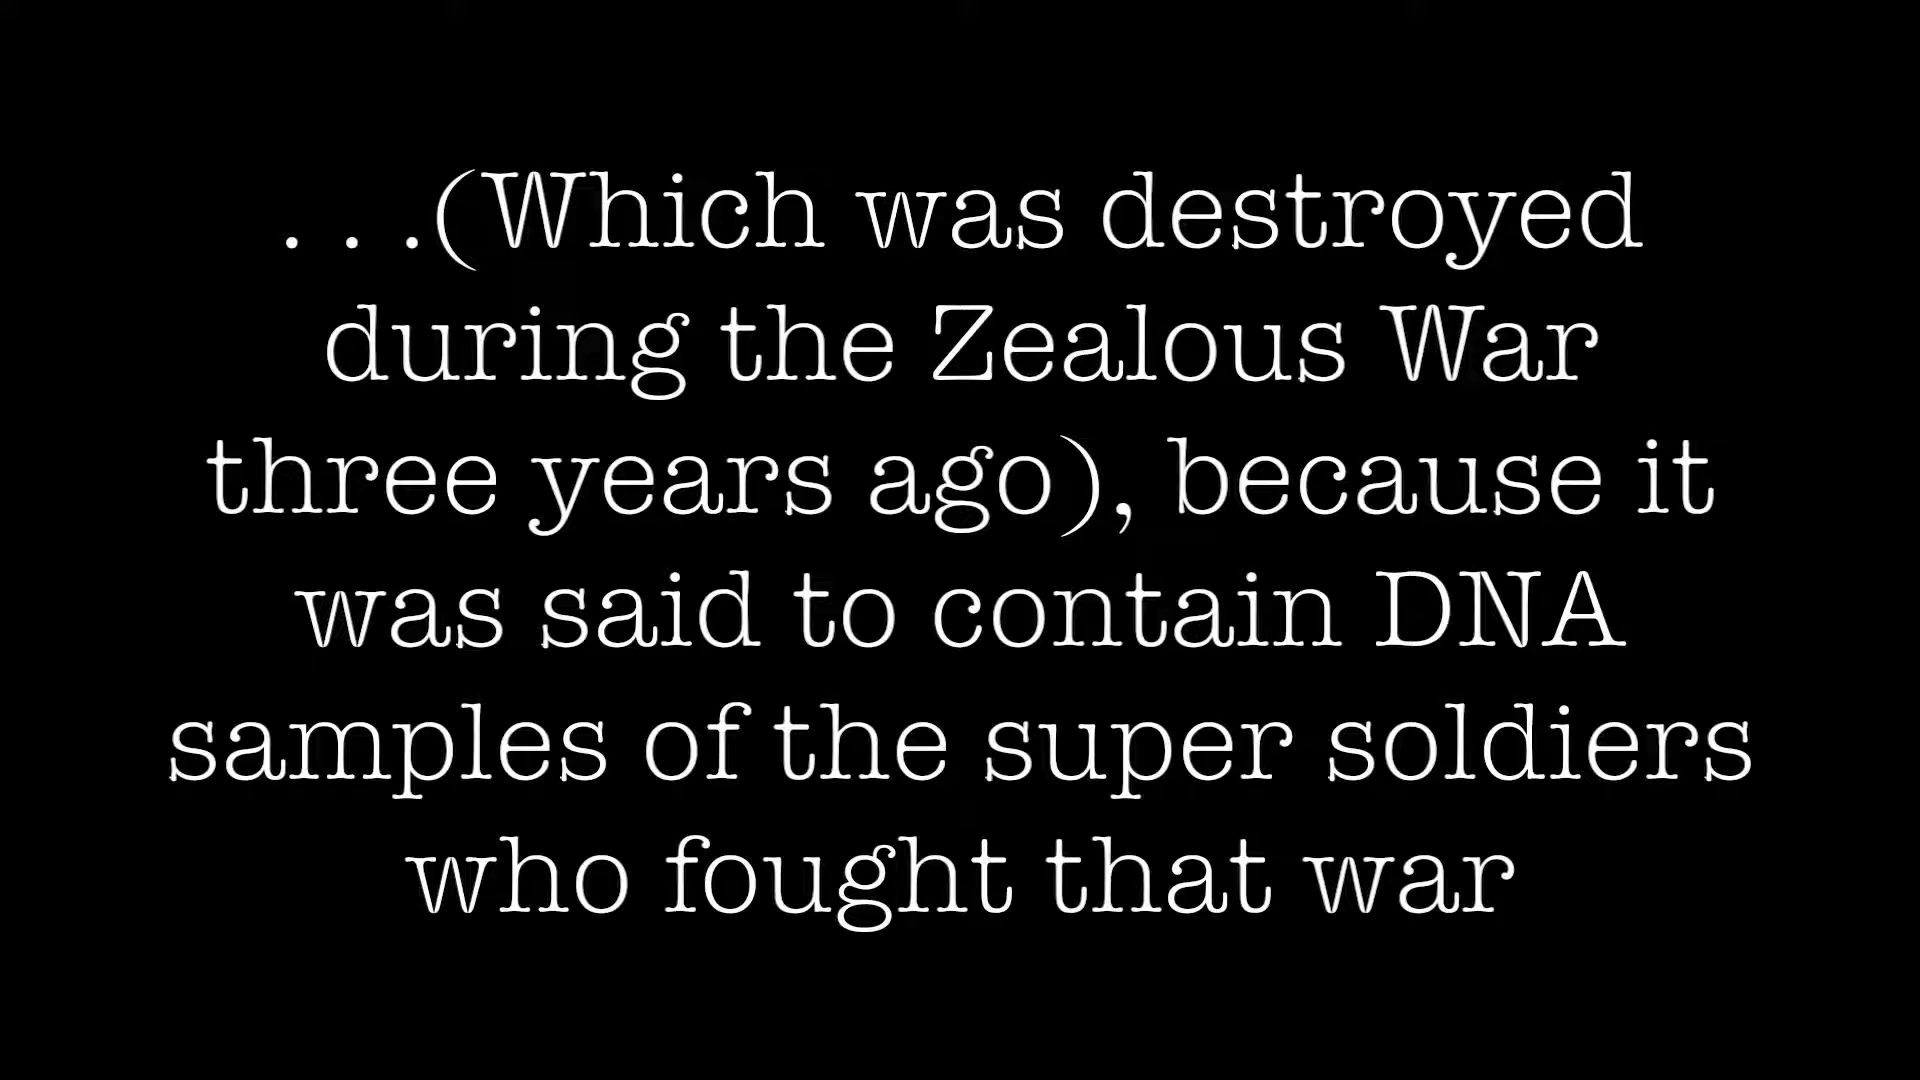 . . .(Which was destroyed
during the Zealous War
three years ago), because it
was said to contain DNA
samples of the super soldiers
who fought that war